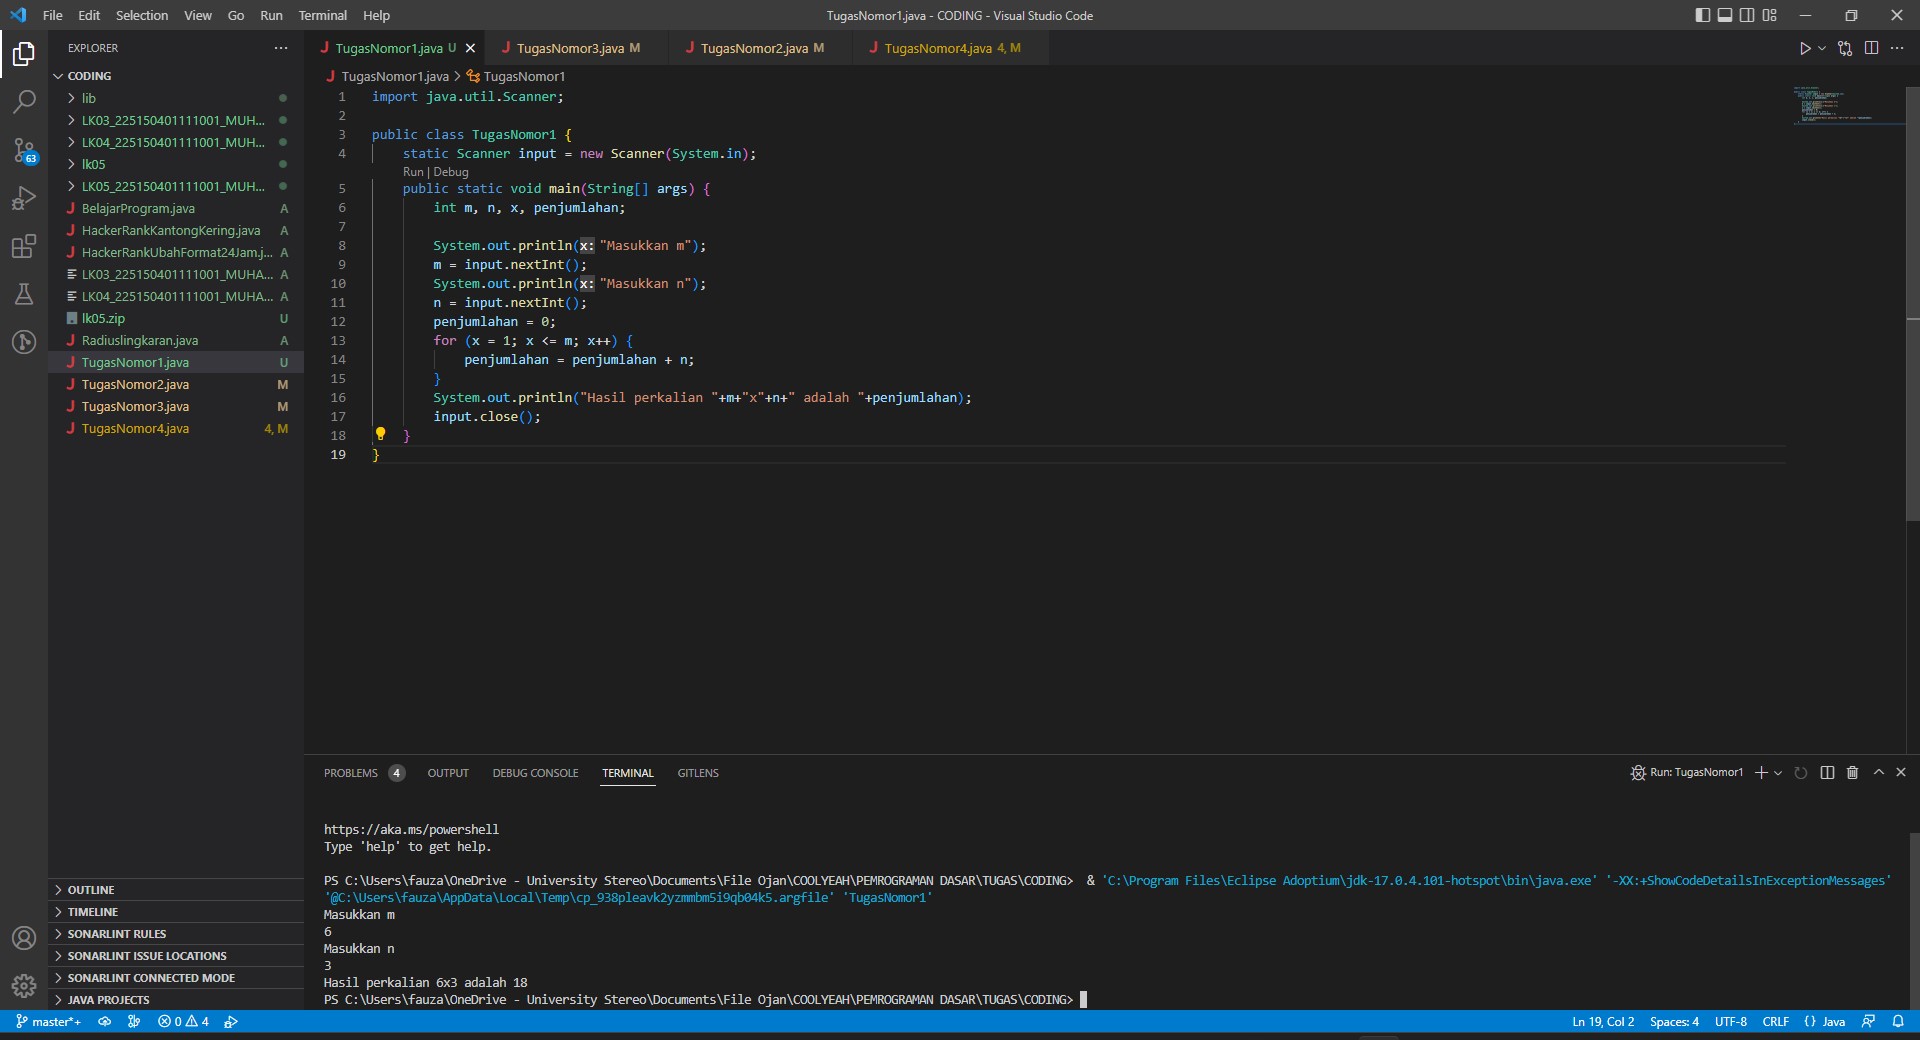 File Edit Selection View Go Run Terminal Help
TugasNomor1.java - CODING - Visual Studio Code
EXPLORER
CODING
lib
LK03_225150401111001_MUH...
LK04_225150401111001_MUH...
lk05
LK05_225150401111001_MUH...
BelajarProgram.java A
HackerRankKantongKering.java A
HackerRankUbahFormat24Jam.j... A
LK03_225150401111001_MUHA... A
LK04_225150401111001_MUHA... A
lk05.zip U
Radiuslingkaran.java A
TugasNomor1.java U
TugasNomor2.java M
TugasNomor3.java M
TugasNomor4.java 4, M
63
OUTLINE
TIMELINE
SONARLINT RULES
SONARLINT ISSUE LOCATIONS
SONARLINT CONNECTED MODE
JAVA PROJECTS
TugasNomor1.java U TugasNomor3.java M TugasNomor2.java M TugasNomor4.java 4, M
TugasNomor1.java > TugasNomor1
1 import java.util.Scanner;
2
3 public class TugasNomor1 {
4 static Scanner input = new Scanner(System.in);
Run | Debug
5 public static void main(String[] args) {
6 int m, n, x, penjumlahan;
7
8 System.out.println(x: "Masukkan m");
9 m = input.nextInt();
10 System.out.println(x: "Masukkan n");
11 n = input.nextInt();
12 penjumlahan = 0;
13 for (x = 1; x <= m; x++) {
14 penjumlahan = penjumlahan + n;
15 }
16 System.out.println("Hasil perkalian "+m+"x"+n+" adalah "+penjumlahan);
17 input.close();
18 }
19 }
PROBLEMS 4 OUTPUT DEBUG CONSOLE TERMINAL GITLENS
Run: TugasNomor1
https://aka.ms/powershell
Type 'help' to get help.
PS C:\Users\fauza\OneDrive - University Stereo\Documents\File Ojan\COOLYEAH\PEMROGRAMAN DASAR\TUGAS\CODING> & 'C:\Program Files\Eclipse Adoptium\jdk-17.0.4.101-hotspot\bin\java.exe' '-XX:+ShowCodeDetailsInExceptionMessages'
'@C:\Users\fauza\AppData\Local\Temp\cp_938pleavk2yzmmbm5i9qb04k5.argfile' 'TugasNomor1'
Masukkan m
6
Masukkan n
3
Hasil perkalian 6x3 adalah 18
PS C:\Users\fauza\OneDrive - University Stereo\Documents\File Ojan\COOLYEAH\PEMROGRAMAN DASAR\TUGAS\CODING>
master*+ 0 4
Ln 19, Col 2 Spaces: 4 UTF-8 CRLF {} Java